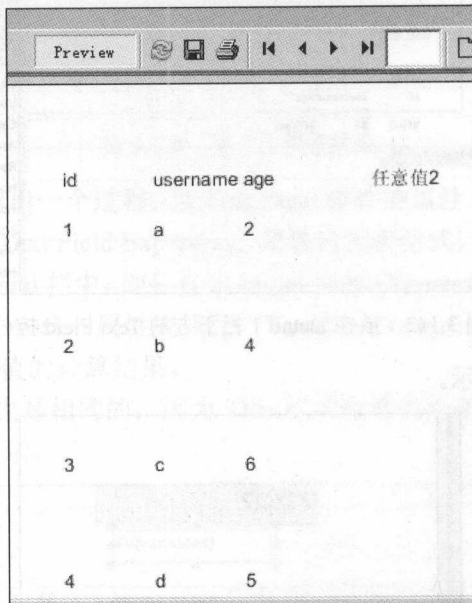 Preview
id username age 任意值2
1 a 2
2 b 4
3 c 6
4 d 5